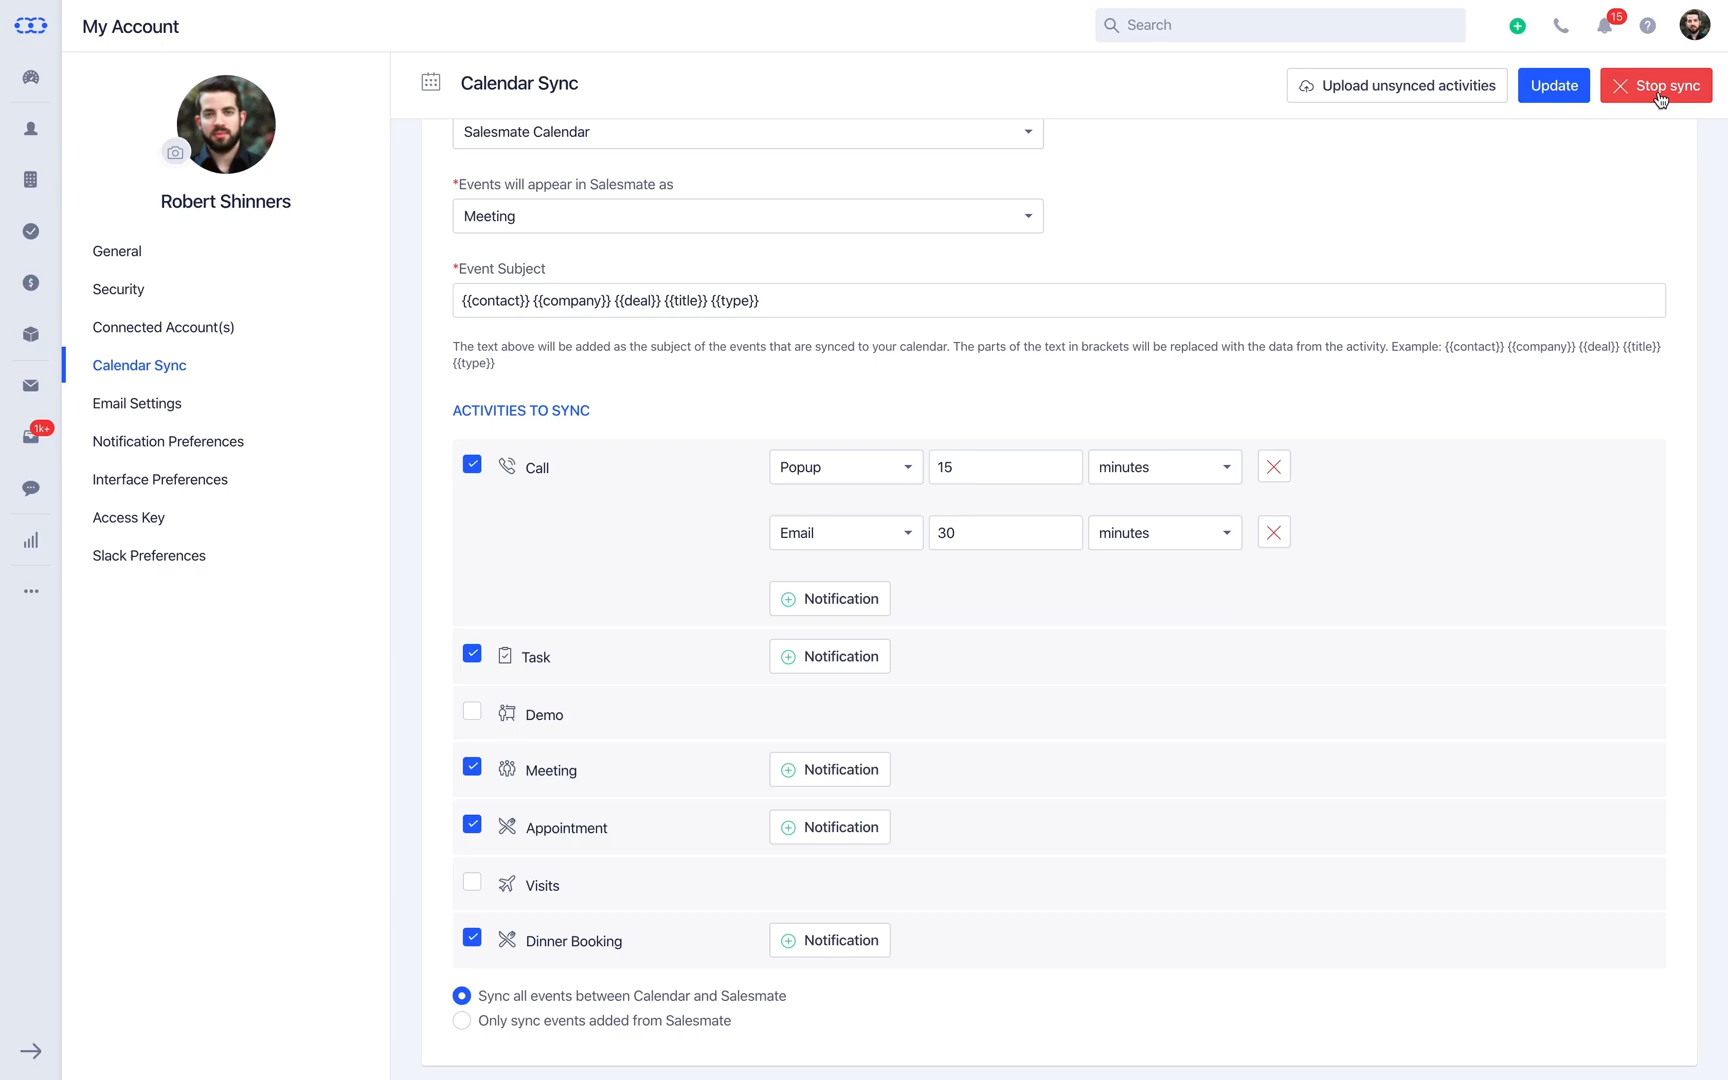 My Account
Search
15
Calendar Sync
Upload unsynced activities
Update
Stop sync
Robert Shinners
General
Security
Connected Account(s)
Calendar Sync
Email Settings
Notification Preferences
Interface Preferences
Access Key
Slack Preferences
1k+
Salesmate Calendar
*Events will appear in Salesmate as
Meeting
*Event Subject
{{contact}} {{company}} {{deal}} {{title}} {{type}}
The text above will be added as the subject of the events that are synced to your calendar. The parts of the text in brackets will be replaced with the data from the activity. Example: {{contact}} {{company}} {{deal}} {{title}}
{{type}}
ACTIVITIES TO SYNC
Call
Popup
15
minutes
Email
30
minutes
Notification
Task
Notification
Demo
Meeting
Notification
Appointment
Notification
Visits
Dinner Booking
Notification
Sync all events between Calendar and Salesmate
Only sync events added from Salesmate